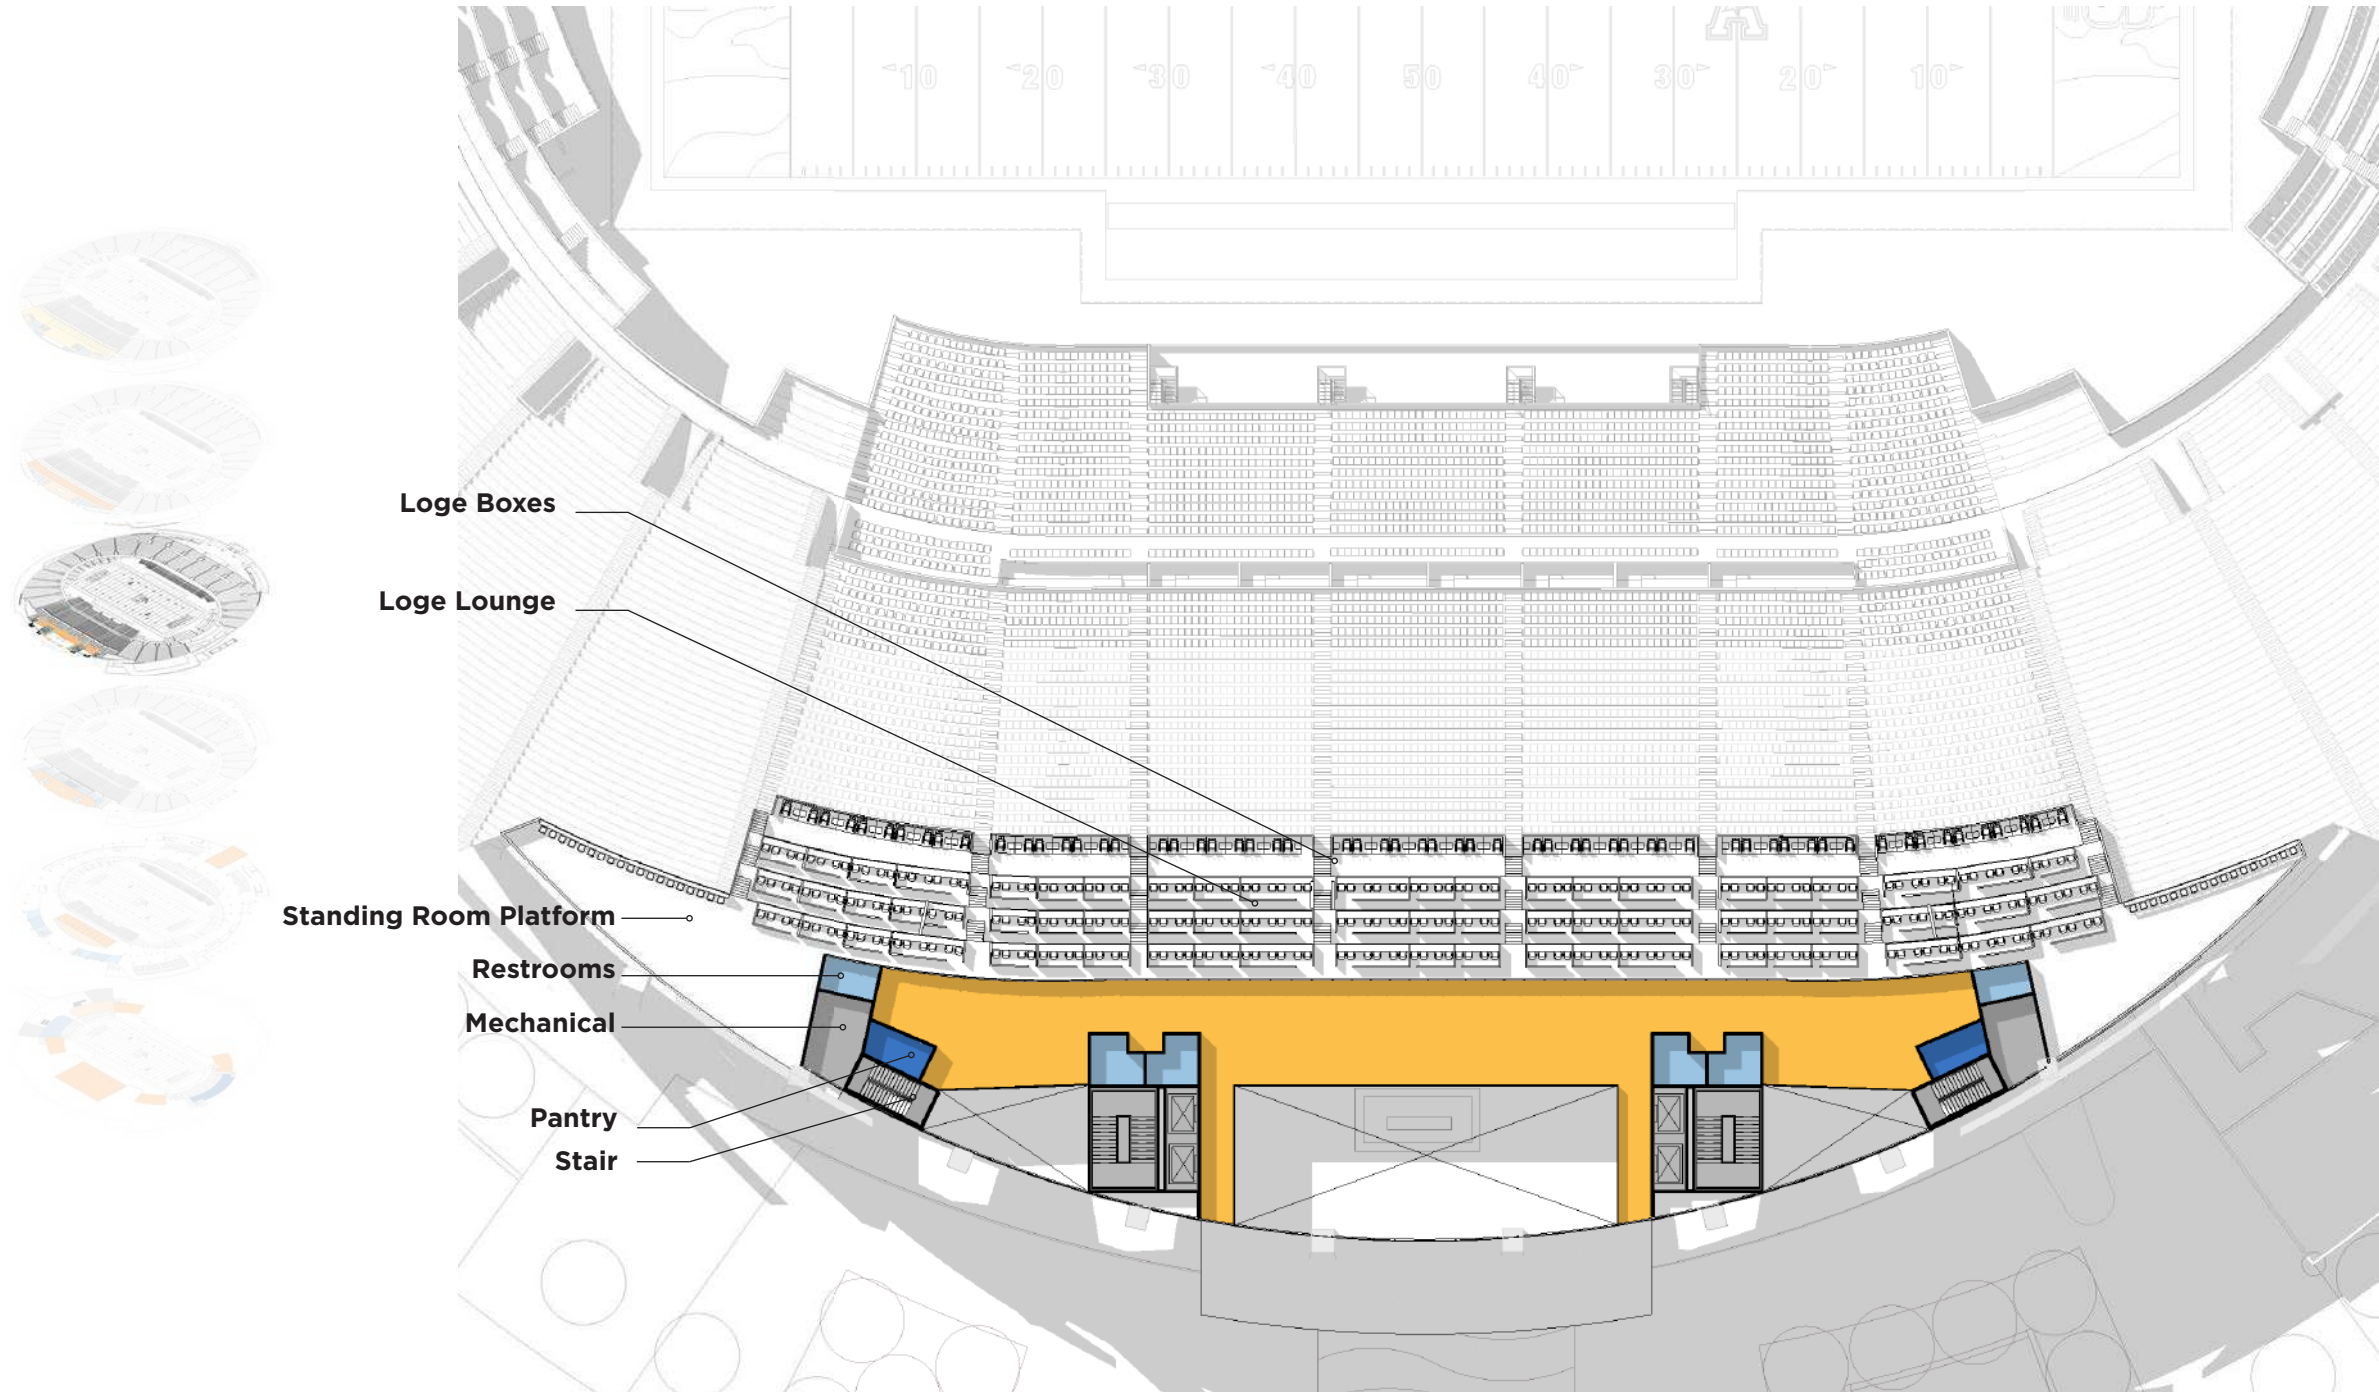 10 20 30 40 50 40 30 20 10
Loge Boxes
Loge Lounge
Standing Room Platform
Restrooms
Mechanical
Pantry
Stair